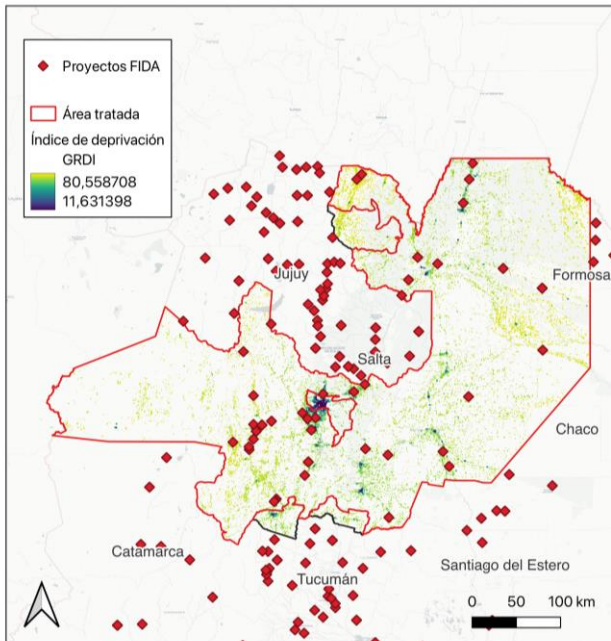 Proyectos FIDA
Área tratada
Índice de deprivación
GRDI
80,558708
11,631398
Jujuy
Formosa
Salta
Chaco
Catamarca
Tucumán
Santiago del Estero
0 50 100 km